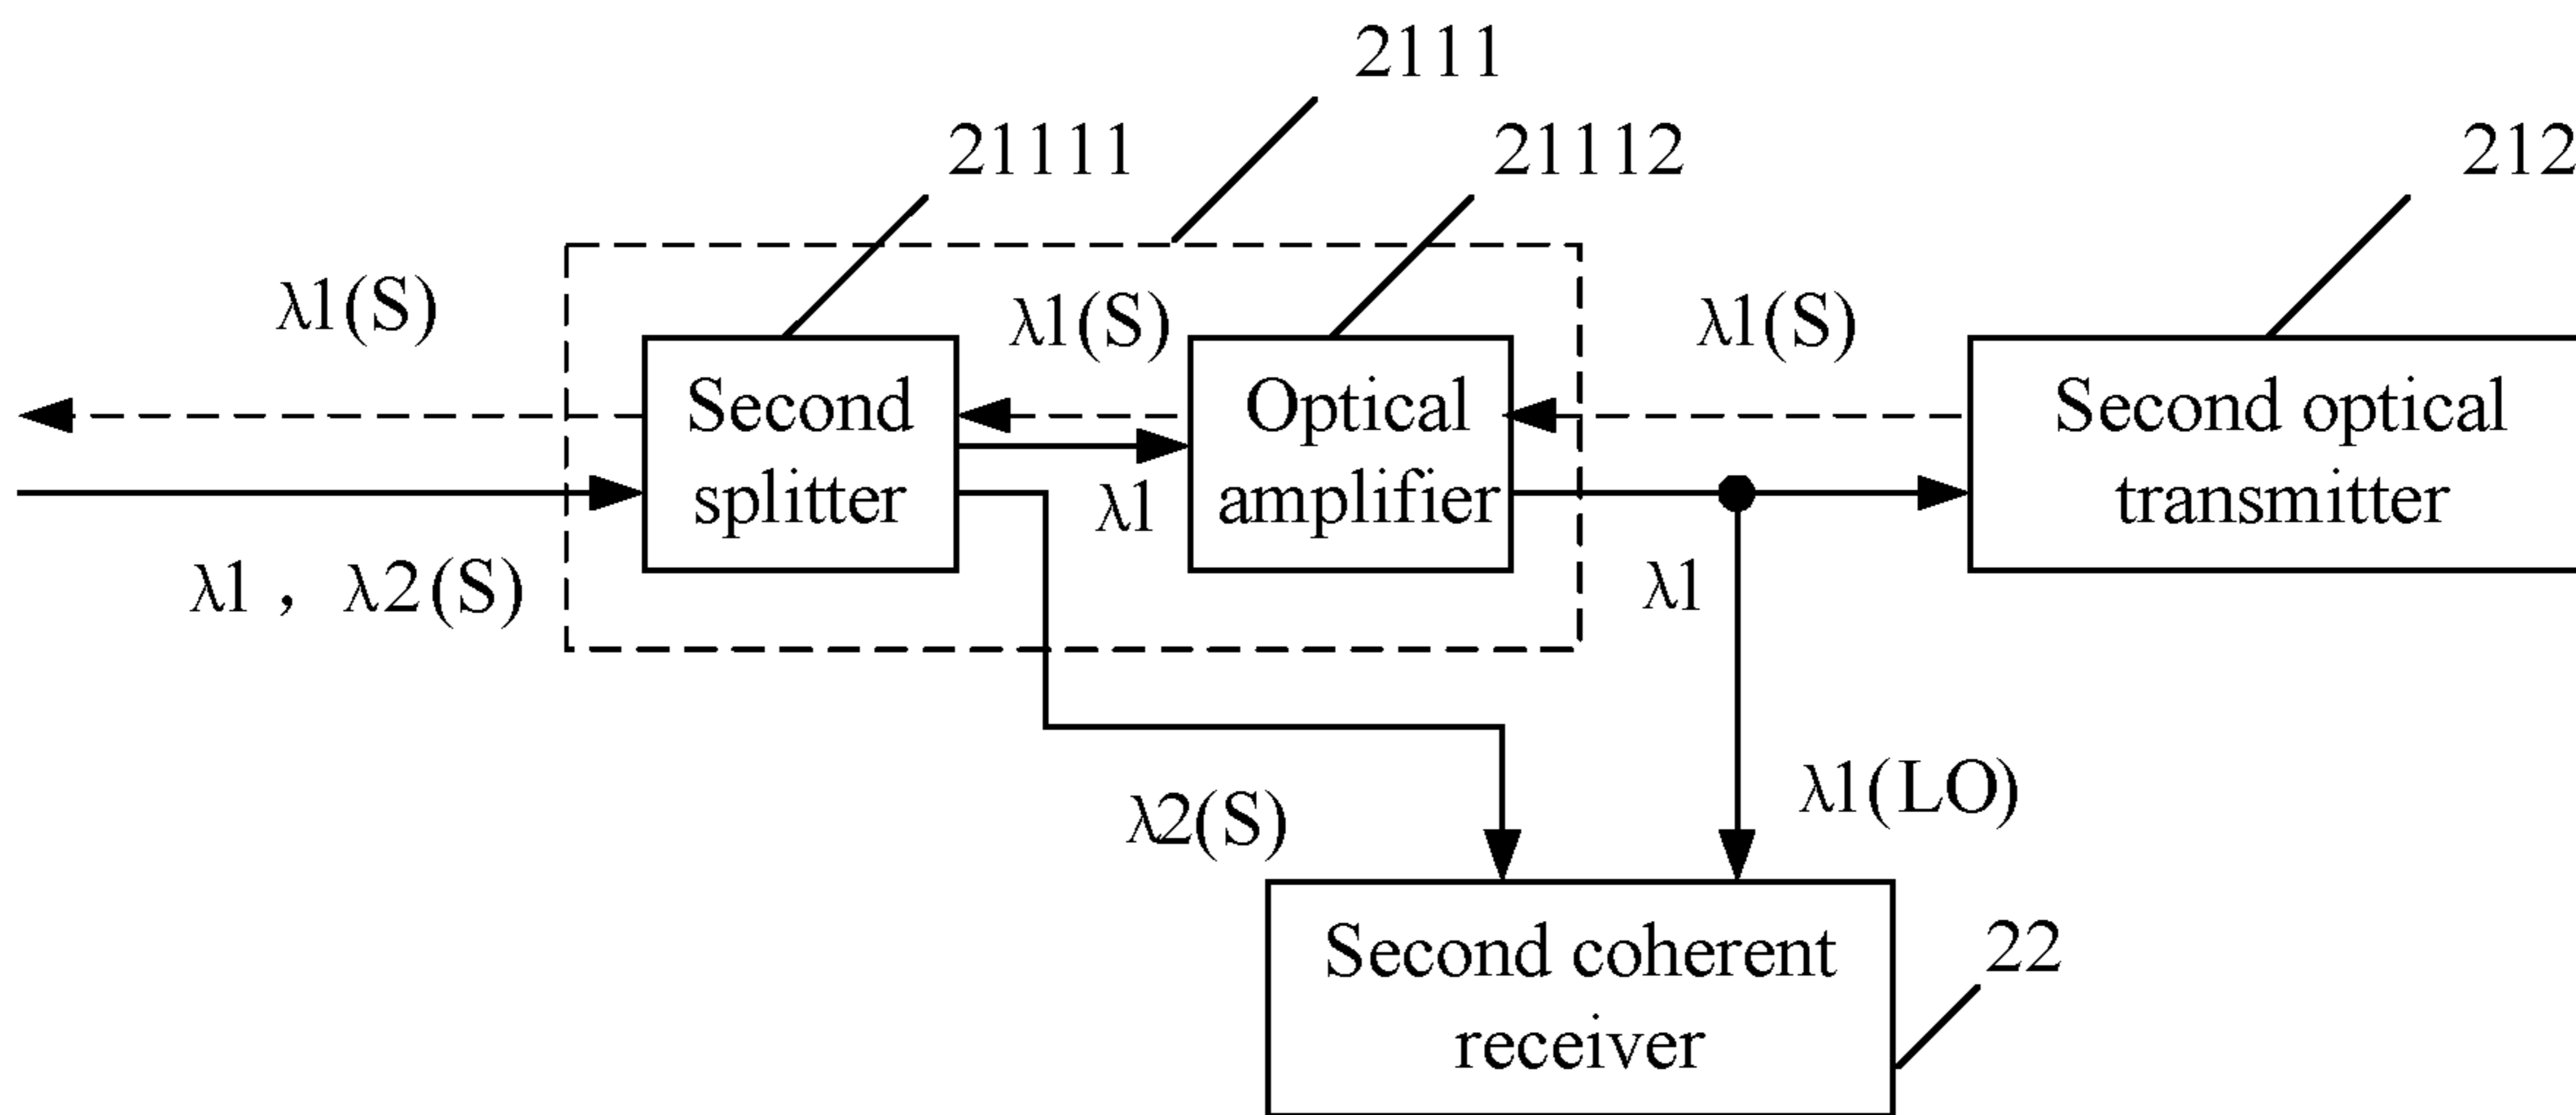 2111
21111
21112
212
λ1(S)
λ1(S)
λ1(S)
Second
splitter
Optical
amplifier
Second optical
transmitter
λ1
λ1 , λ2(S)
λ1
λ2(S)
λ1(LO)
Second coherent
receiver
22